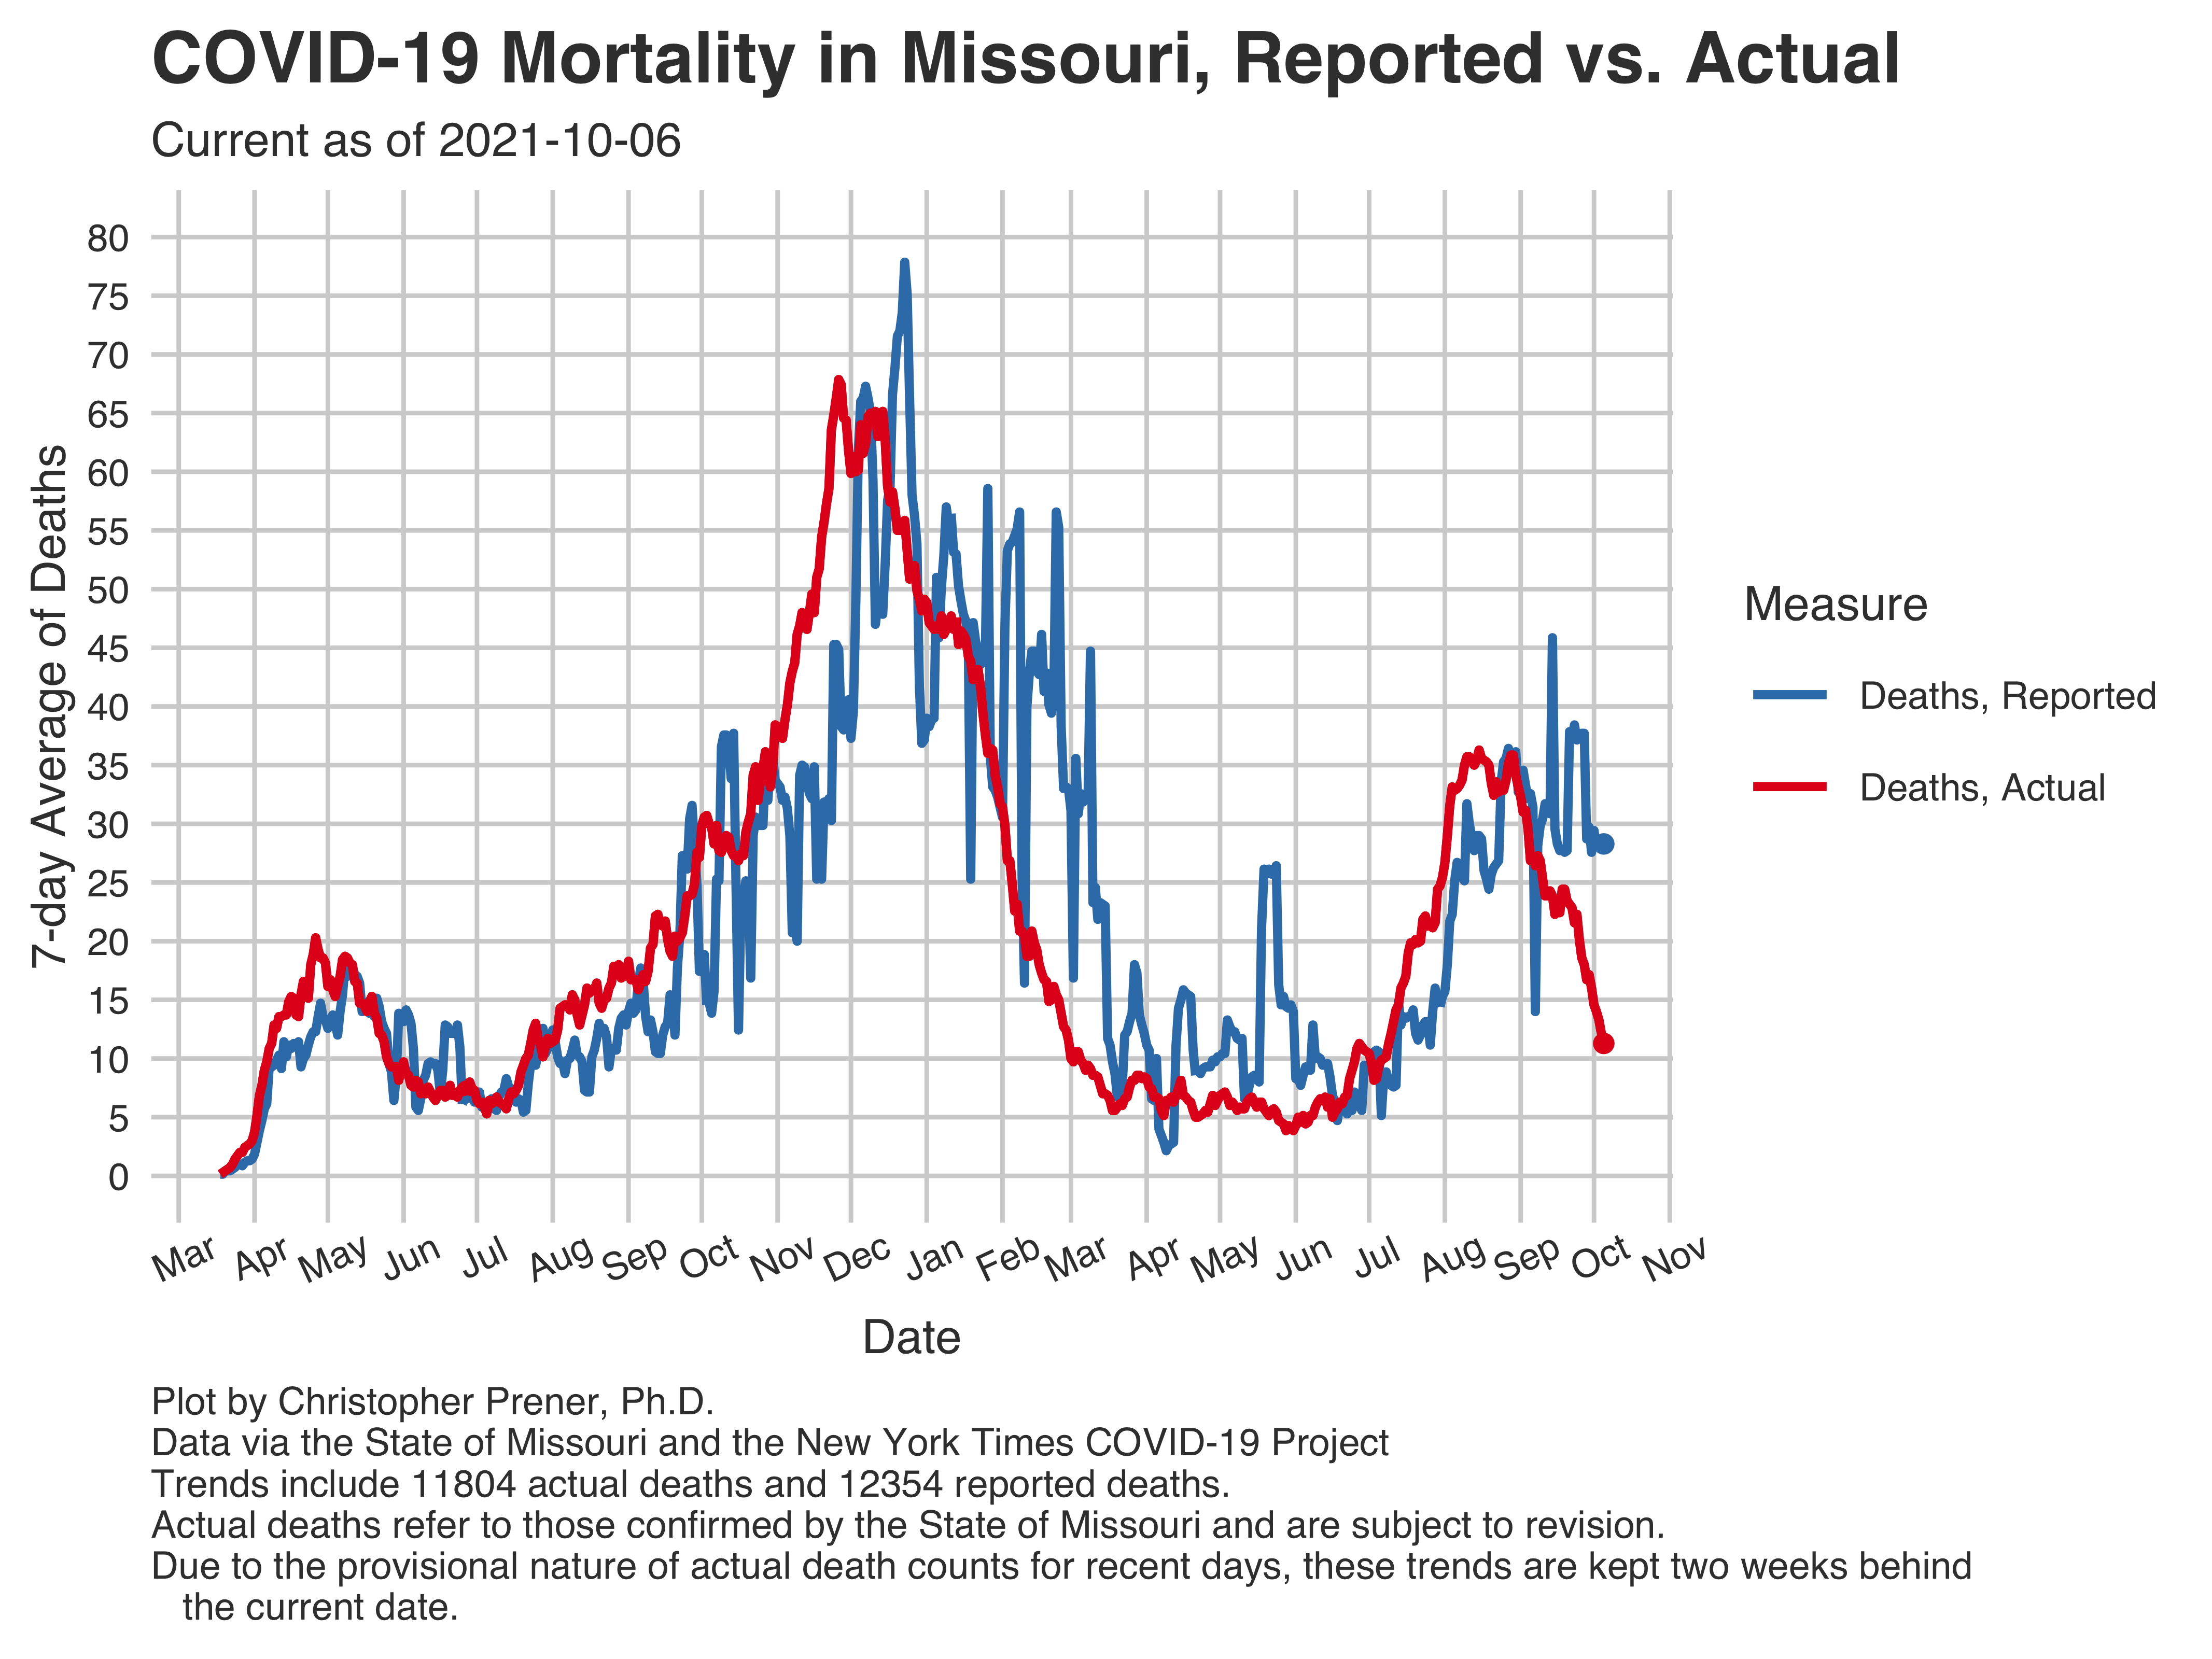 COVID-19 Mortality in Missouri, Reported vs. Actual
Current as of 2021-10-06
80
75
70
65
60
55
50
45
40
35
30
25
20
15
10
5
0
7-day Average of Deaths
Mar Apr May Jun Jul Aug Sep Oct Nov Dec Jan Feb Mar Apr May Jun Jul Aug Sep Oct Nov
Date
Measure
Deaths, Reported
Deaths, Actual
Plot by Christopher Prener, Ph.D.
Data via the State of Missouri and the New York Times COVID-19 Project
Trends include 11804 actual deaths and 12354 reported deaths.
Actual deaths refer to those confirmed by the State of Missouri and are subject to revision.
Due to the provisional nature of actual death counts for recent days, these trends are kept two weeks behind
the current date.